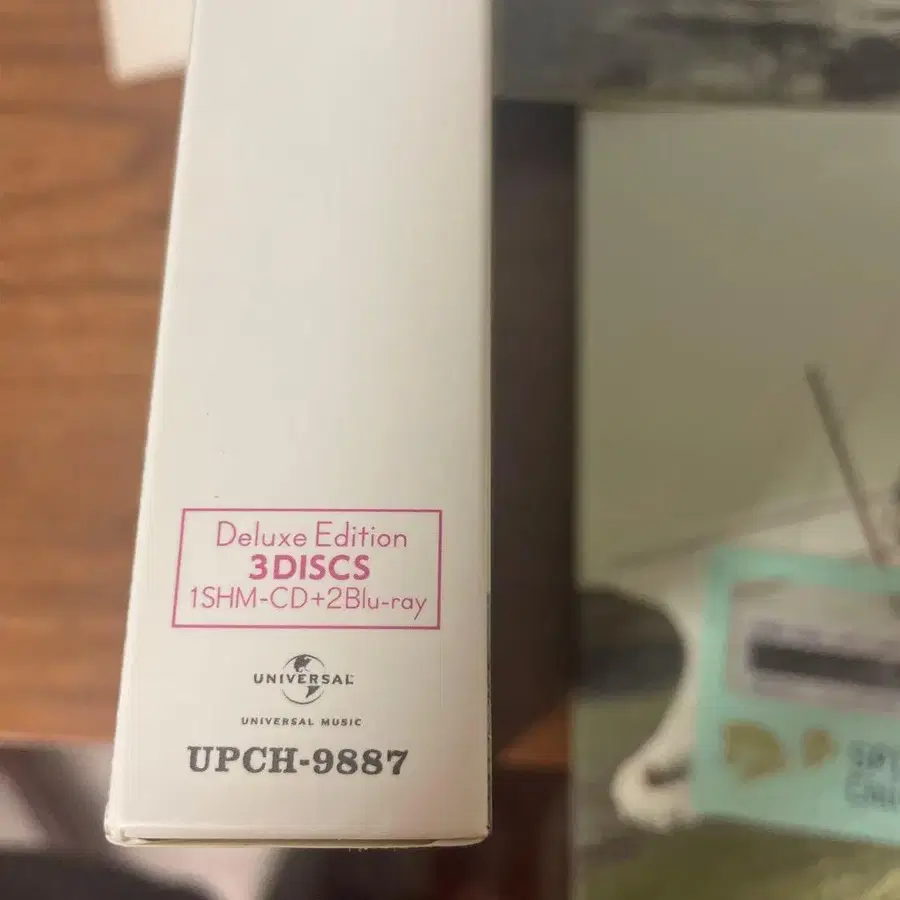 Deluxe Edition
3DISCS
1SHM-CD+2Blu-ray
UNIVERSAL
UNIVERSAL MUSIC
UPCH-9887